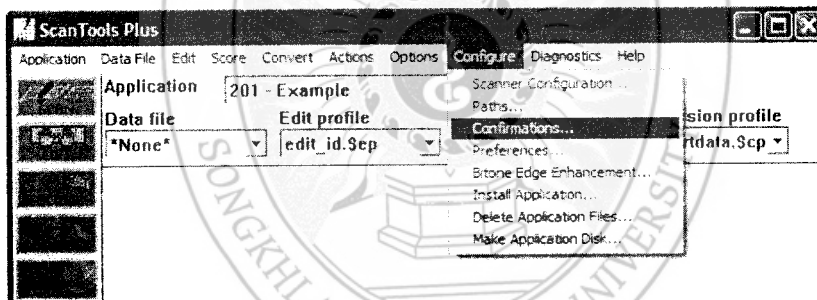 ScanTools Plus
Application Data File Edit Score Convert Actions Options Configure Diagnostics Help
Application 201 - Example
Data file Edit profile sion profile
*None* edit_id.$ep rtdata.$cp
Scanner Configuration...
Paths...
Confirmations...
Preferences...
Bitone Edge Enhancement...
Install Application...
Delete Application Files...
Make Application Disk...
SONGKHLA UNIVER